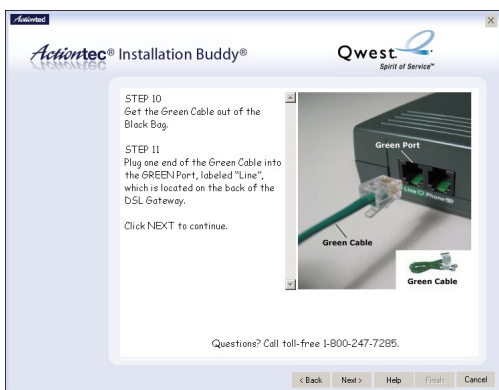 Actiontec
Actiontec® Installation Buddy®
Qwest
Spirit of Service™
STEP 10
Get the Green Cable out of the
Black Bag.
STEP 11
Plug one end of the Green Cable into
the GREEN Port, labeled "Line",
which is located on the back of the
DSL Gateway.
Click NEXT to continue.
Green Port
Line
Phone
Green Cable
Green Cable
Questions? Call toll-free 1-800-247-7285.
< Back
Next >
Help
Finish
Cancel